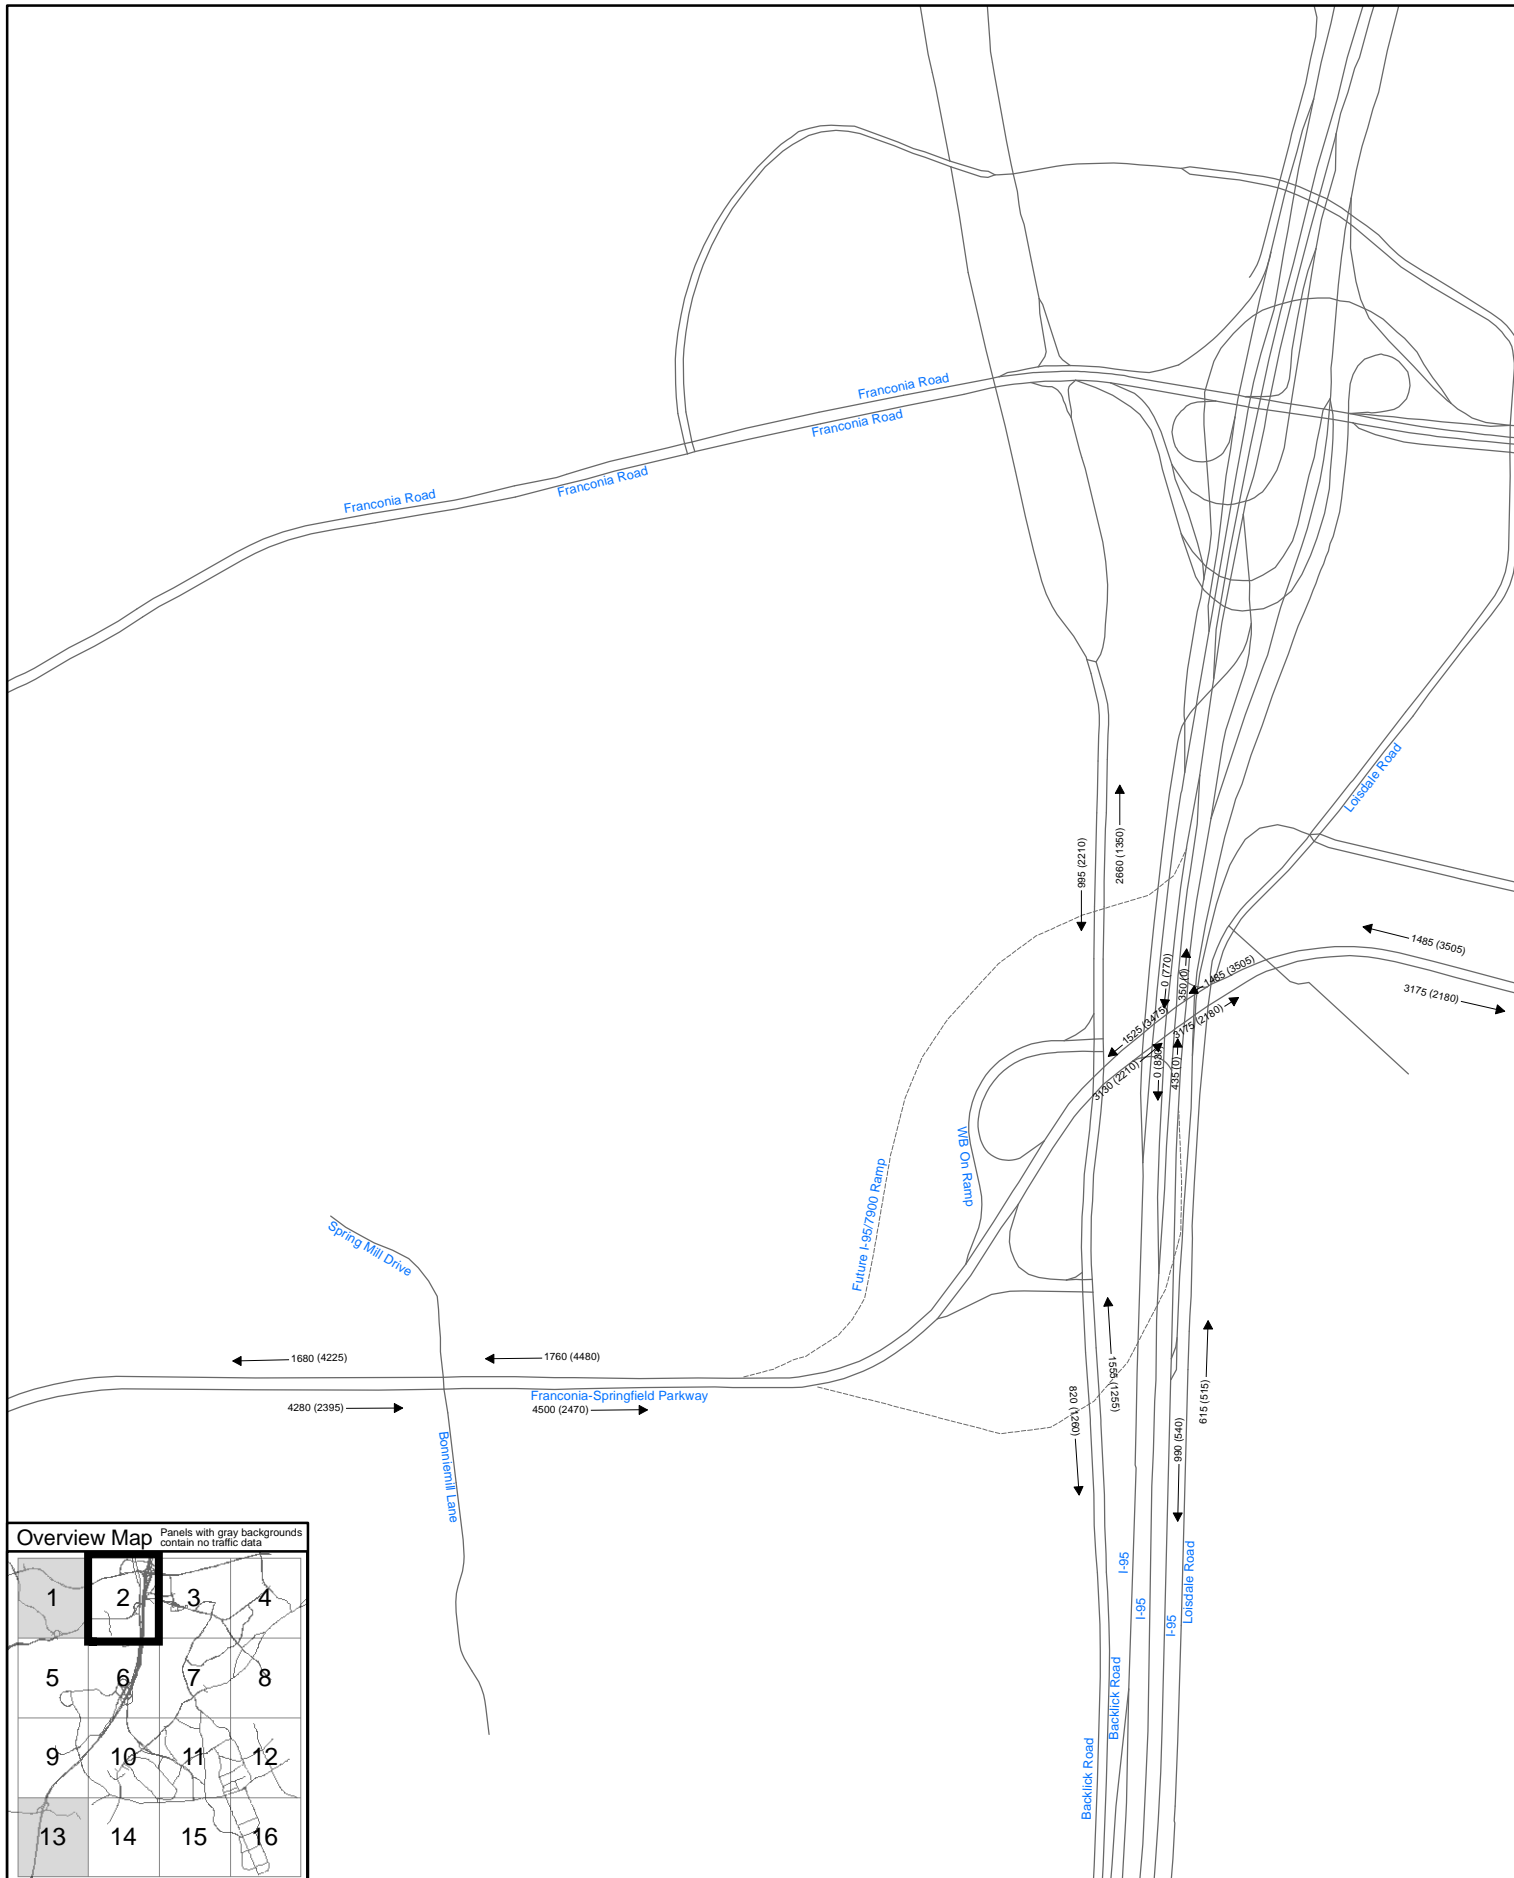 Franconia Road
Franconia Road
Franconia Road
Franconia Road
Loisdale Road
995 (2210)
2660 (1350)
1485 (3505)
3175 (2180)
0 (770)
350 (0)
1485 (3505)
1525 (3475)
3175 (2180)
3130 (2210)
435 (0)
WB On Ramp
Future I-95/7900 Ramp
Spring Mill Drive
1680 (4225)
1760 (4480)
Franconia-Springfield Parkway
4280 (2395)
4500 (2470)
1555 (1255)
820 (1260)
615 (515)
990 (540)
Bonniemill Lane
I-95
I-95
I-95
Loisdale Road
Backlick Road
Backlick Road
Overview Map
Panels with gray backgrounds
contain no traffic data
1
2
3
4
5
6
7
8
9
10
11
12
13
14
15
16